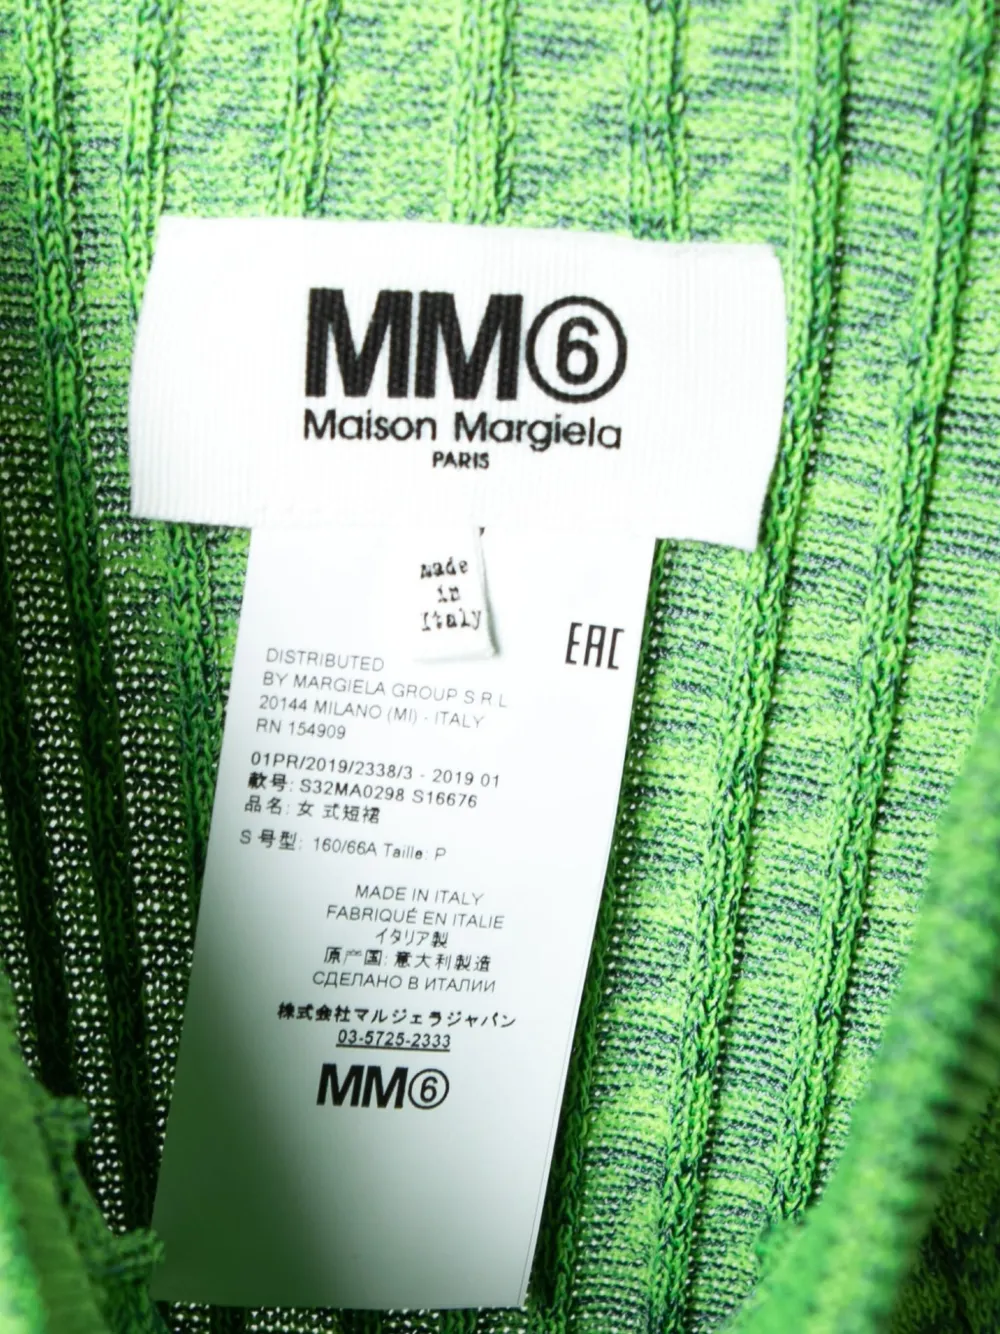 MM⑥
Maison Margiela
PARIS
Made
in
Italy
EAC
DISTRIBUTED
BY MARGIELA GROUP S R L
20144 MILANO (MI) - ITALY
RN 154909
01PR/2019/2338/3 - 2019 01
款号: S32MA0298 S16676
品名: 女 式短裙
S 号型: 160/66A Taille: P
MADE IN ITALY
FABRIQUÉ EN ITALIE
イタリア製
原产国: 意大利製造
СДЕЛАНО В ИТАЛИИ
株式会社マルジェラジャパン
03-5725-2333
MM⑥